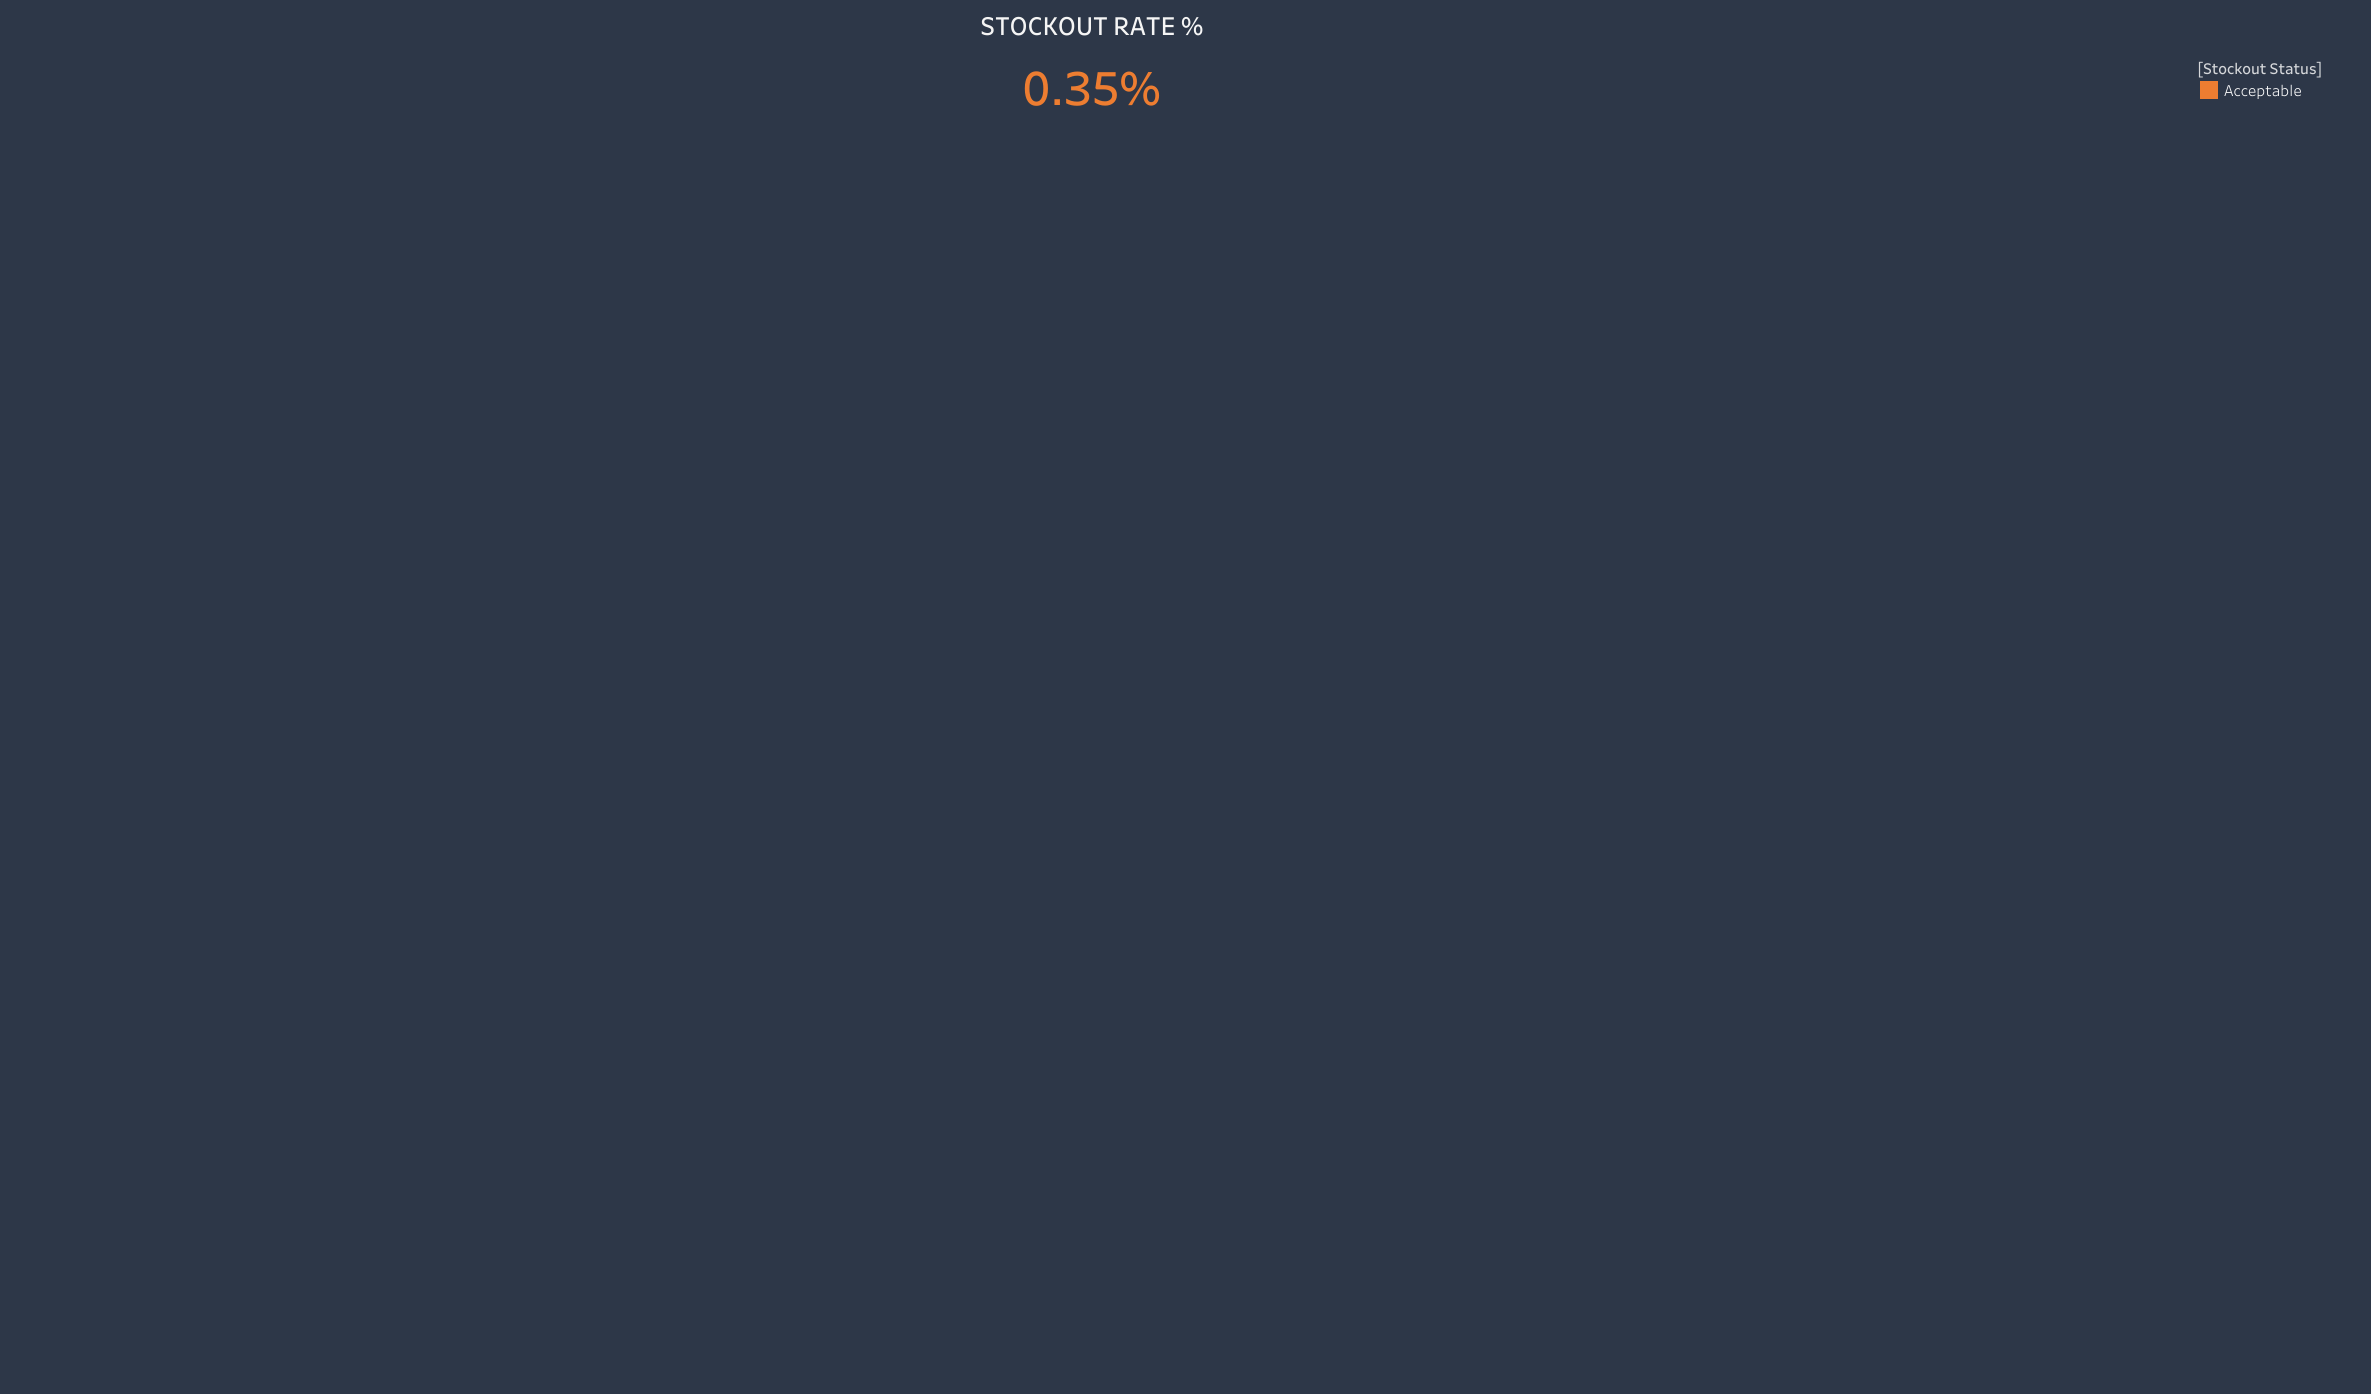 STOCKOUT RATE %
0.35%
[Stockout Status]
Acceptable